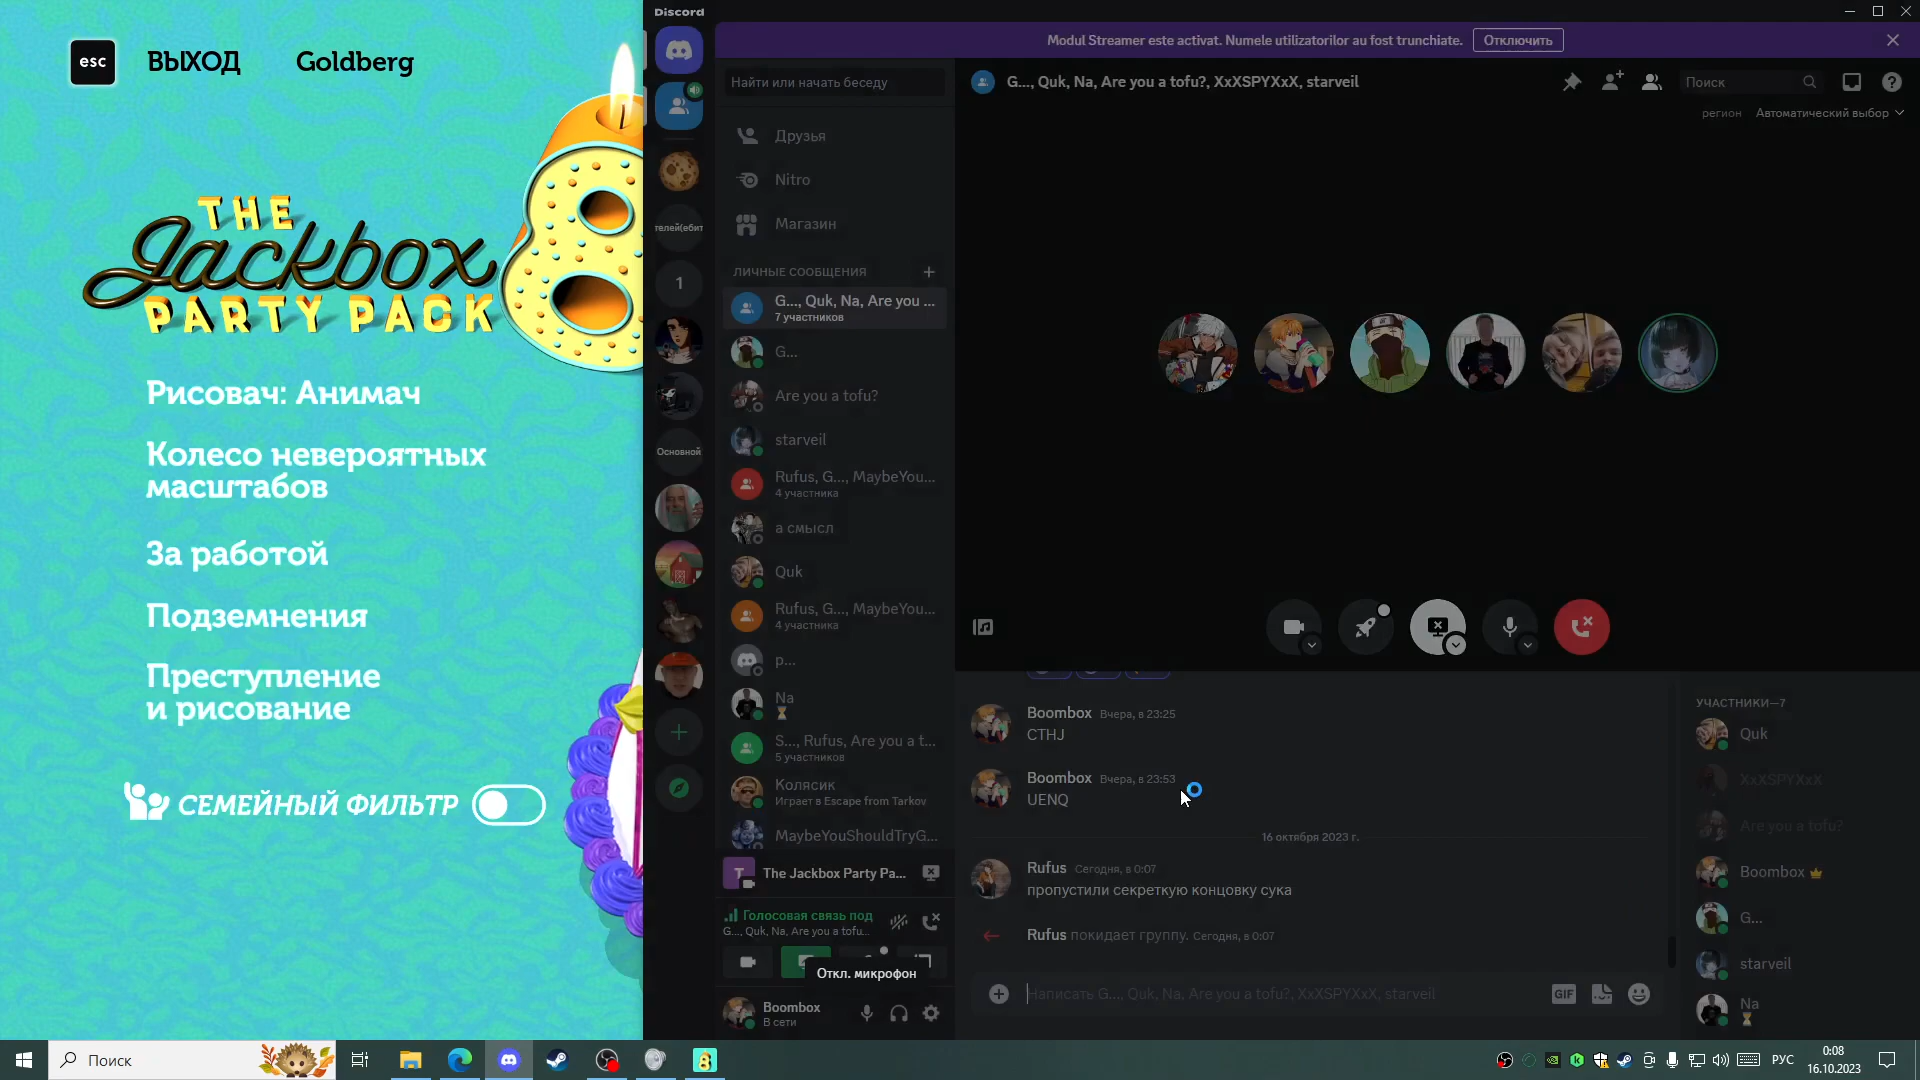 esc
ВЫХОД
Goldberg
THE
Jackbox
PARTY PACK
8
Рисовач: Анимач
Колесо невероятных
масштабов
За работой
Подземнения
Преступление
и рисование
СЕМЕЙНЫЙ ФИЛЬТР
Discord
Modul Streamer este activat. Numele utilizatorilor au fost trunchiate.
Отключить
телей(ебит
1
Основной
Найти или начать беседу
Друзья
Nitro
Магазин
ЛИЧНЫЕ СООБЩЕНИЯ
G..., Quk, Na, Are you ...
7 участников
G...
Are you a tofu?
starveil
Rufus, G..., MaybeYou...
4 участника
а смысл
Quk
Rufus, G..., MaybeYou...
4 участника
p...
Na
S..., Rufus, Are you a t...
5 участников
Колясик
Играет в Escape from Tarkov
MaybeYouShouldTryG...
T
The Jackbox Party Pa...
Голосовая связь под
G..., Quk, Na, Are you a tofu...
Откл. микрофон
Boombox
В сети
G..., Quk, Na, Are you a tofu?, XxXSPYXxX, starveil
Поиск
регион
Автоматический выбор
Boombox Вчера, в 23:25
CTHJ
Boombox Вчера, в 23:53
UENQ
16 октября 2023 г.
Rufus Сегодня, в 0:07
пропустили секреткую концовку сука
Rufus покидает группу. Сегодня, в 0:07
Написать G..., Quk, Na, Are you a tofu?, XxXSPYXxX, starveil
GIF
УЧАСТНИКИ—7
Quk
XxXSPYXxX
Are you a tofu?
Boombox
G...
starveil
Na
Поиск
8
РУС
0:08
16.10.2023